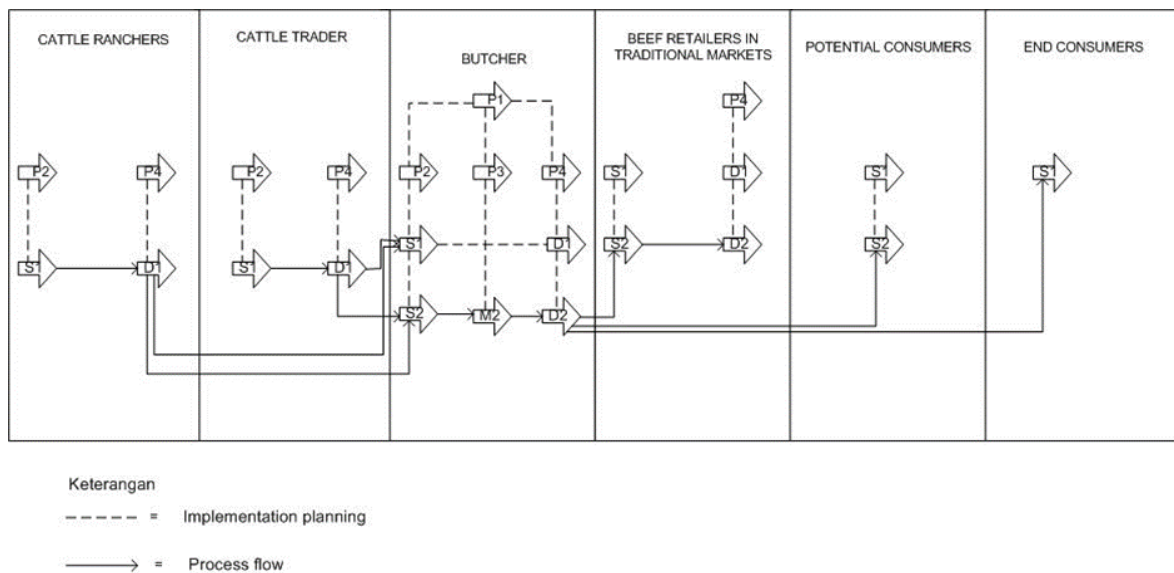 CATTLE RANCHERS
CATTLE TRADER
BUTCHER
BEEF RETAILERS IN
TRADITIONAL MARKETS
POTENTIAL CONSUMERS
END CONSUMERS
P1
P4
P2
P4
P2
P4
P2
P3
P4
S1
D1
S1
S1
S1
D1
S1
D1
S1
D1
S2
D2
S2
S2
M2
D2
Keterangan
= Implementation planning
= Process flow